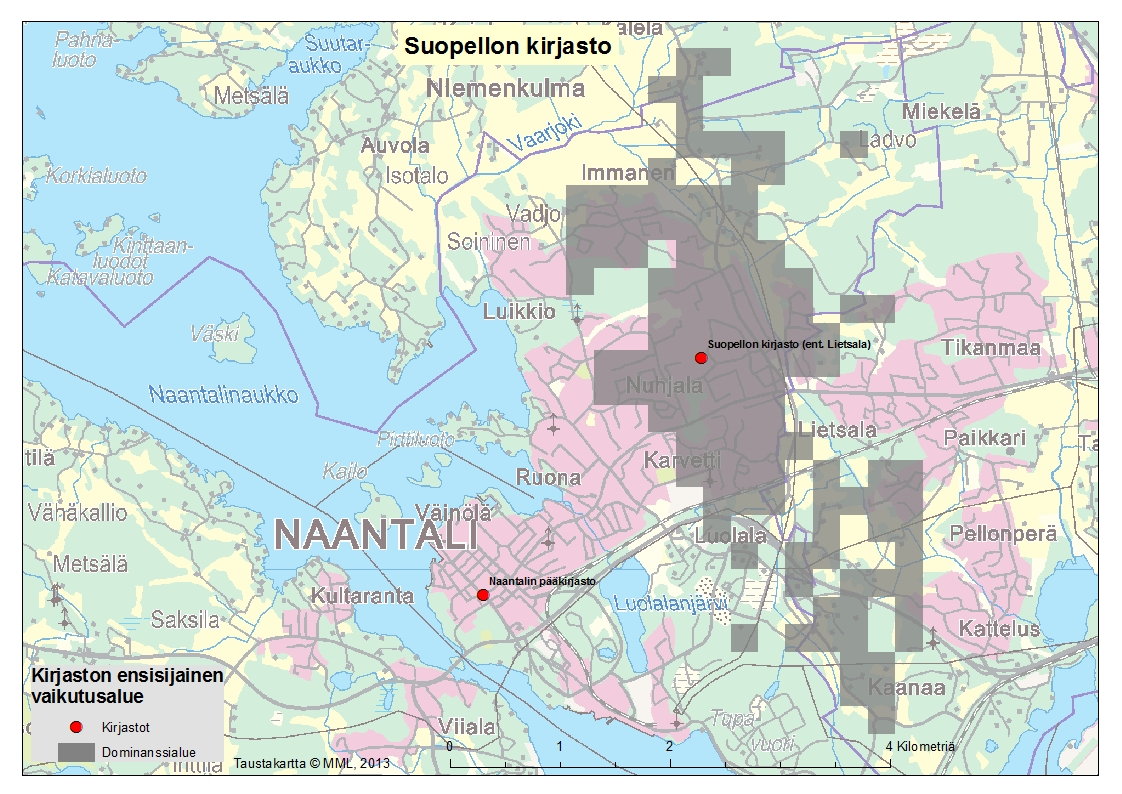 Suopellon kirjasto
Pahna-
luoto
Suutar-
aukko
Metsälä
Niemenkulma
Miekelä
Vaarjoki
Ladvo
Auvola
Isotalo
Immanen
Korkialuoto
Vadjo
Soininen
Kinttaan-
luodot
Katavaluoto
Luikkio
Väski
Suopellon kirjasto (ent. Lietsala)
Tikanmaa
Nuhjala
Naantalinaukko
Lietsala
Paikkari
Pirttiluoto
Kailo
Karvetti
Ruona
Vähäkallio
Väinölä
NAANTALI
Luolala
Pellonperä
Metsälä
Naantalin pääkirjasto
Kultaranta
Luolalanjärvi
Saksila
Kattelus
Kirjaston ensisijainen
vaikutusalue
Kirjastot
Dominanssialue
Kaanaa
Viiala
Tupa
vuori
0 1 2 4 Kilometriä
Taustakartta © MML, 2013